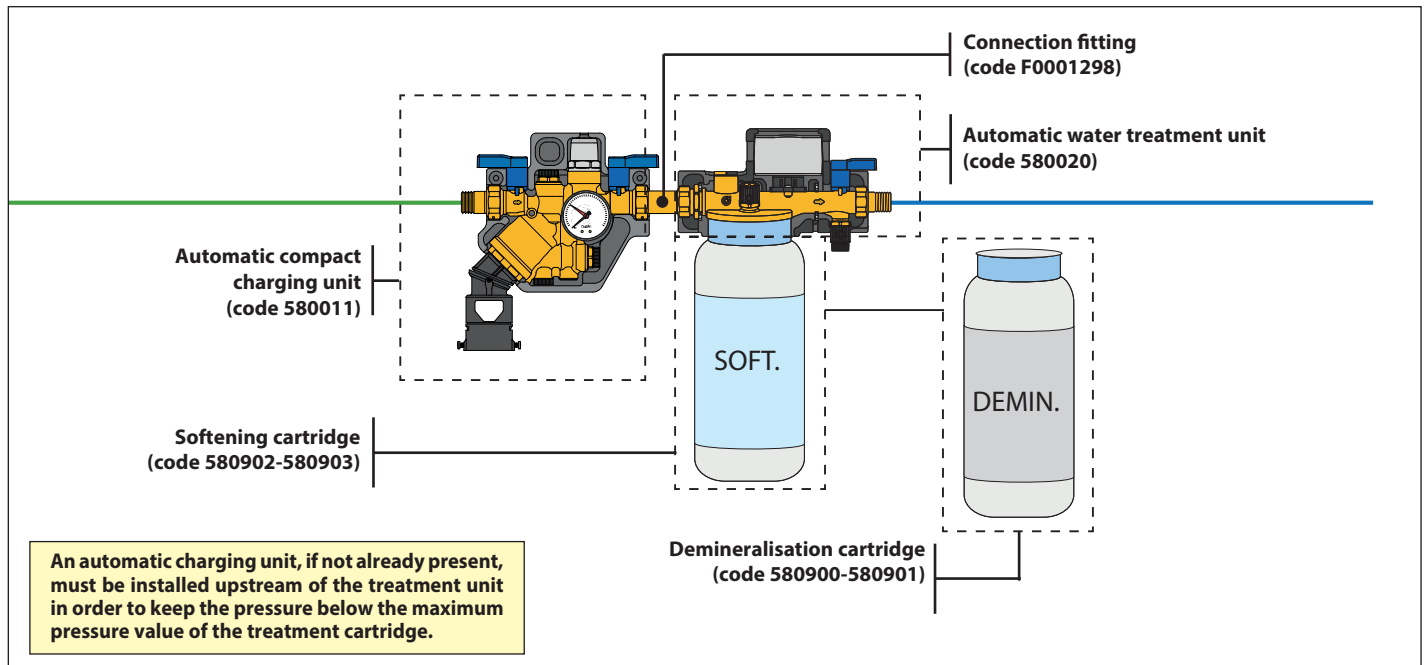 Connection fitting
(code F0001298)
Automatic water treatment unit
(code 580020)
Automatic compact
charging unit
(code 580011)
SOFT.
DEMIN.
Softening cartridge
(code 580902-580903)
Demineralisation cartridge
(code 580900-580901)
An automatic charging unit, if not already present,
must be installed upstream of the treatment unit
in order to keep the pressure below the maximum
pressure value of the treatment cartridge.